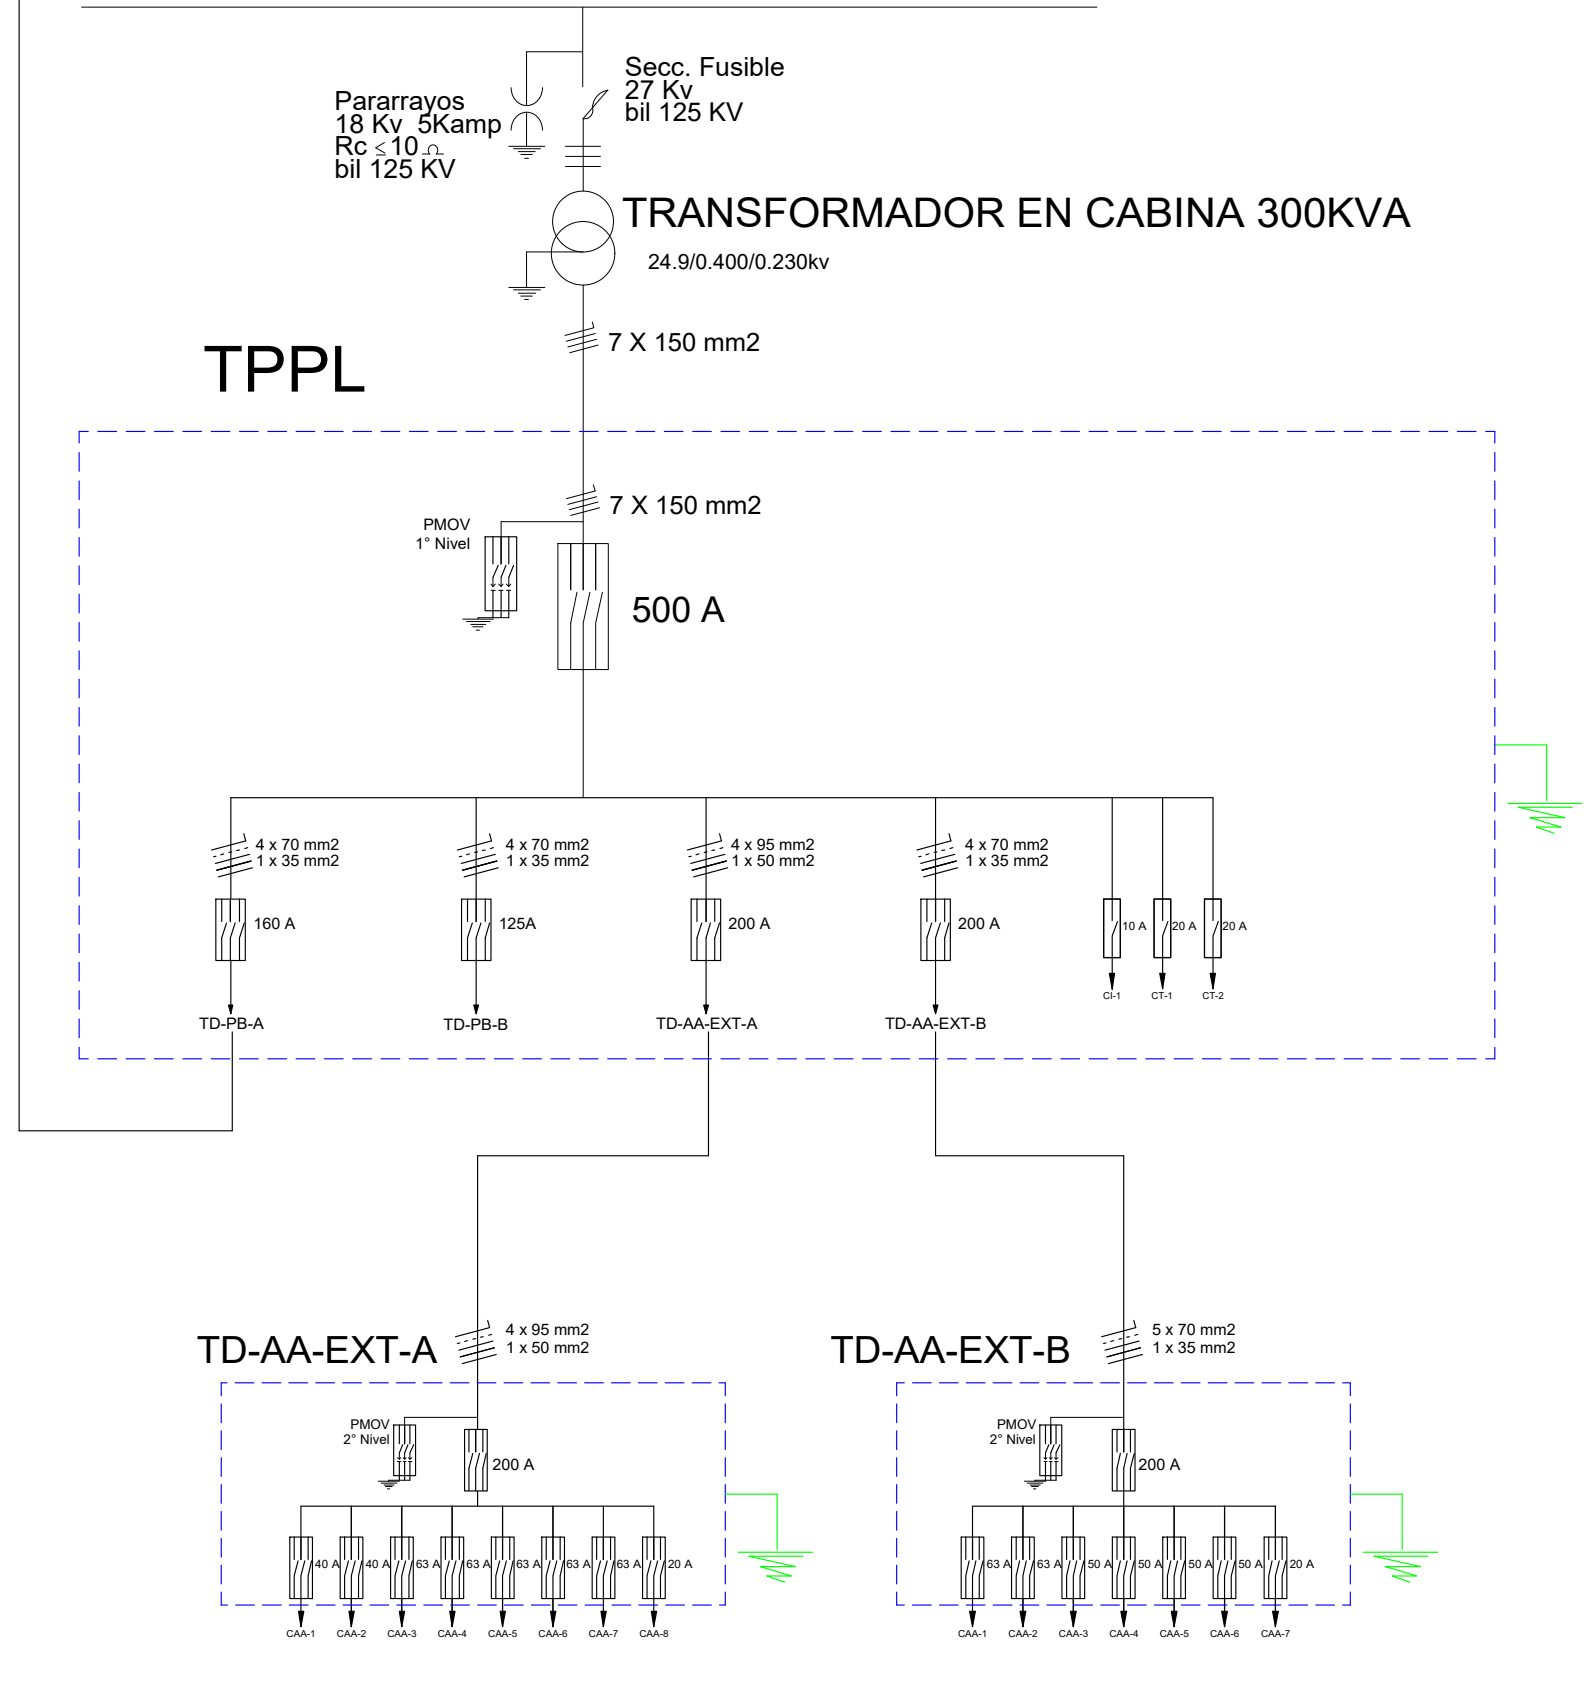 Secc. Fusible
27 Kv
bil 125 KV
Pararrayos
18 Kv 5Kamp
Rc ≤10 Ω
bil 125 KV
TRANSFORMADOR EN CABINA 300KVA
24.9/0.400/0.230kv
7 X 150 mm2
TPPL
7 X 150 mm2
PMOV
1° Nivel
500 A
4 x 70 mm2
1 x 35 mm2
4 x 70 mm2
1 x 35 mm2
4 x 95 mm2
1 x 50 mm2
4 x 70 mm2
1 x 35 mm2
160 A
125A
200 A
200 A
10 A
20 A
20 A
CI-1
CT-1
CT-2
TD-PB-A
TD-PB-B
TD-AA-EXT-A
TD-AA-EXT-B
TD-AA-EXT-A
4 x 95 mm2
1 x 50 mm2
PMOV
2° Nivel
200 A
40 A
40 A
63 A
63 A
63 A
63 A
63 A
20 A
CAA-1
CAA-2
CAA-3
CAA-4
CAA-5
CAA-6
CAA-7
CAA-8
TD-AA-EXT-B
5 x 70 mm2
1 x 35 mm2
PMOV
2° Nivel
200 A
63 A
63 A
50 A
50 A
50 A
50 A
20 A
CAA-1
CAA-2
CAA-3
CAA-4
CAA-5
CAA-6
CAA-7